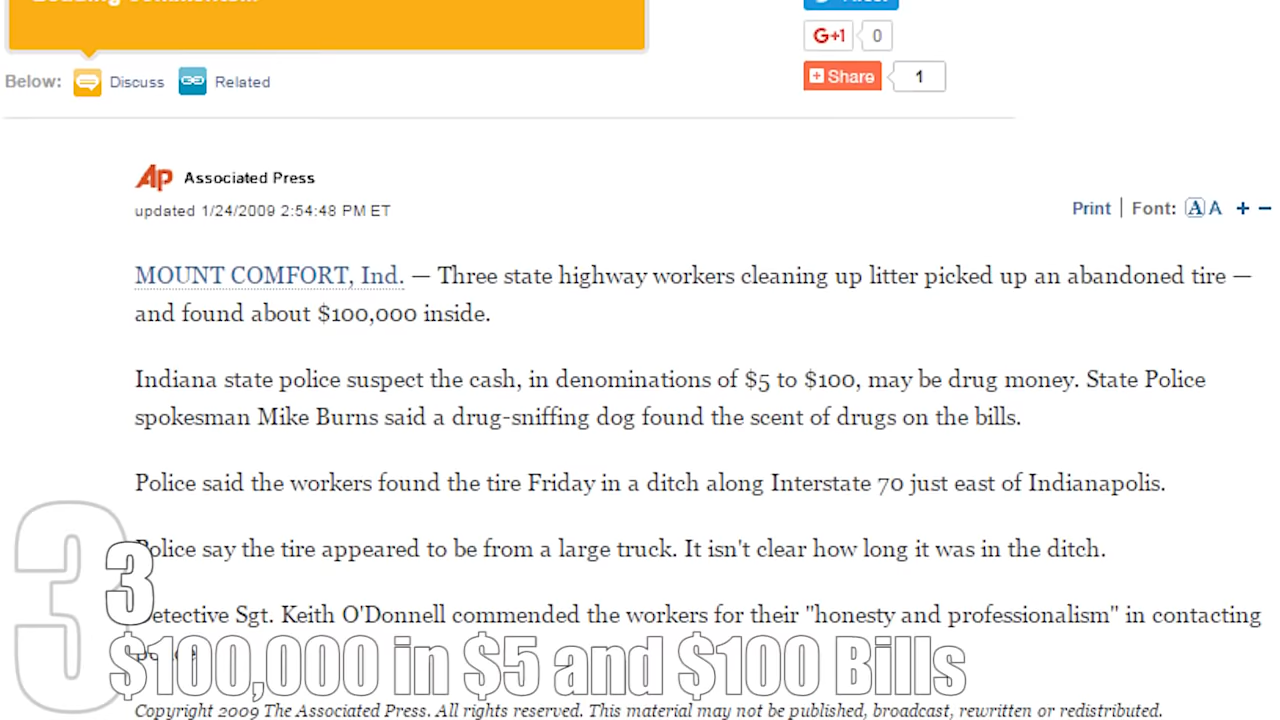 Below: Discuss Related
G+1 0
Share 1
AP Associated Press
updated 1/24/2009 2:54:48 PM ET
Print | Font: A A + –
MOUNT COMFORT, Ind. — Three state highway workers cleaning up litter picked up an abandoned tire —
and found about $100,000 inside.
Indiana state police suspect the cash, in denominations of $5 to $100, may be drug money. State Police
spokesman Mike Burns said a drug-sniffing dog found the scent of drugs on the bills.
Police said the workers found the tire Friday in a ditch along Interstate 70 just east of Indianapolis.
Police say the tire appeared to be from a large truck. It isn't clear how long it was in the ditch.
3
3
Detective Sgt. Keith O'Donnell commended the workers for their "honesty and professionalism" in contacting
$100,000 in $5 and $100 Bills
Copyright 2009 The Associated Press. All rights reserved. This material may not be published, broadcast, rewritten or redistributed.